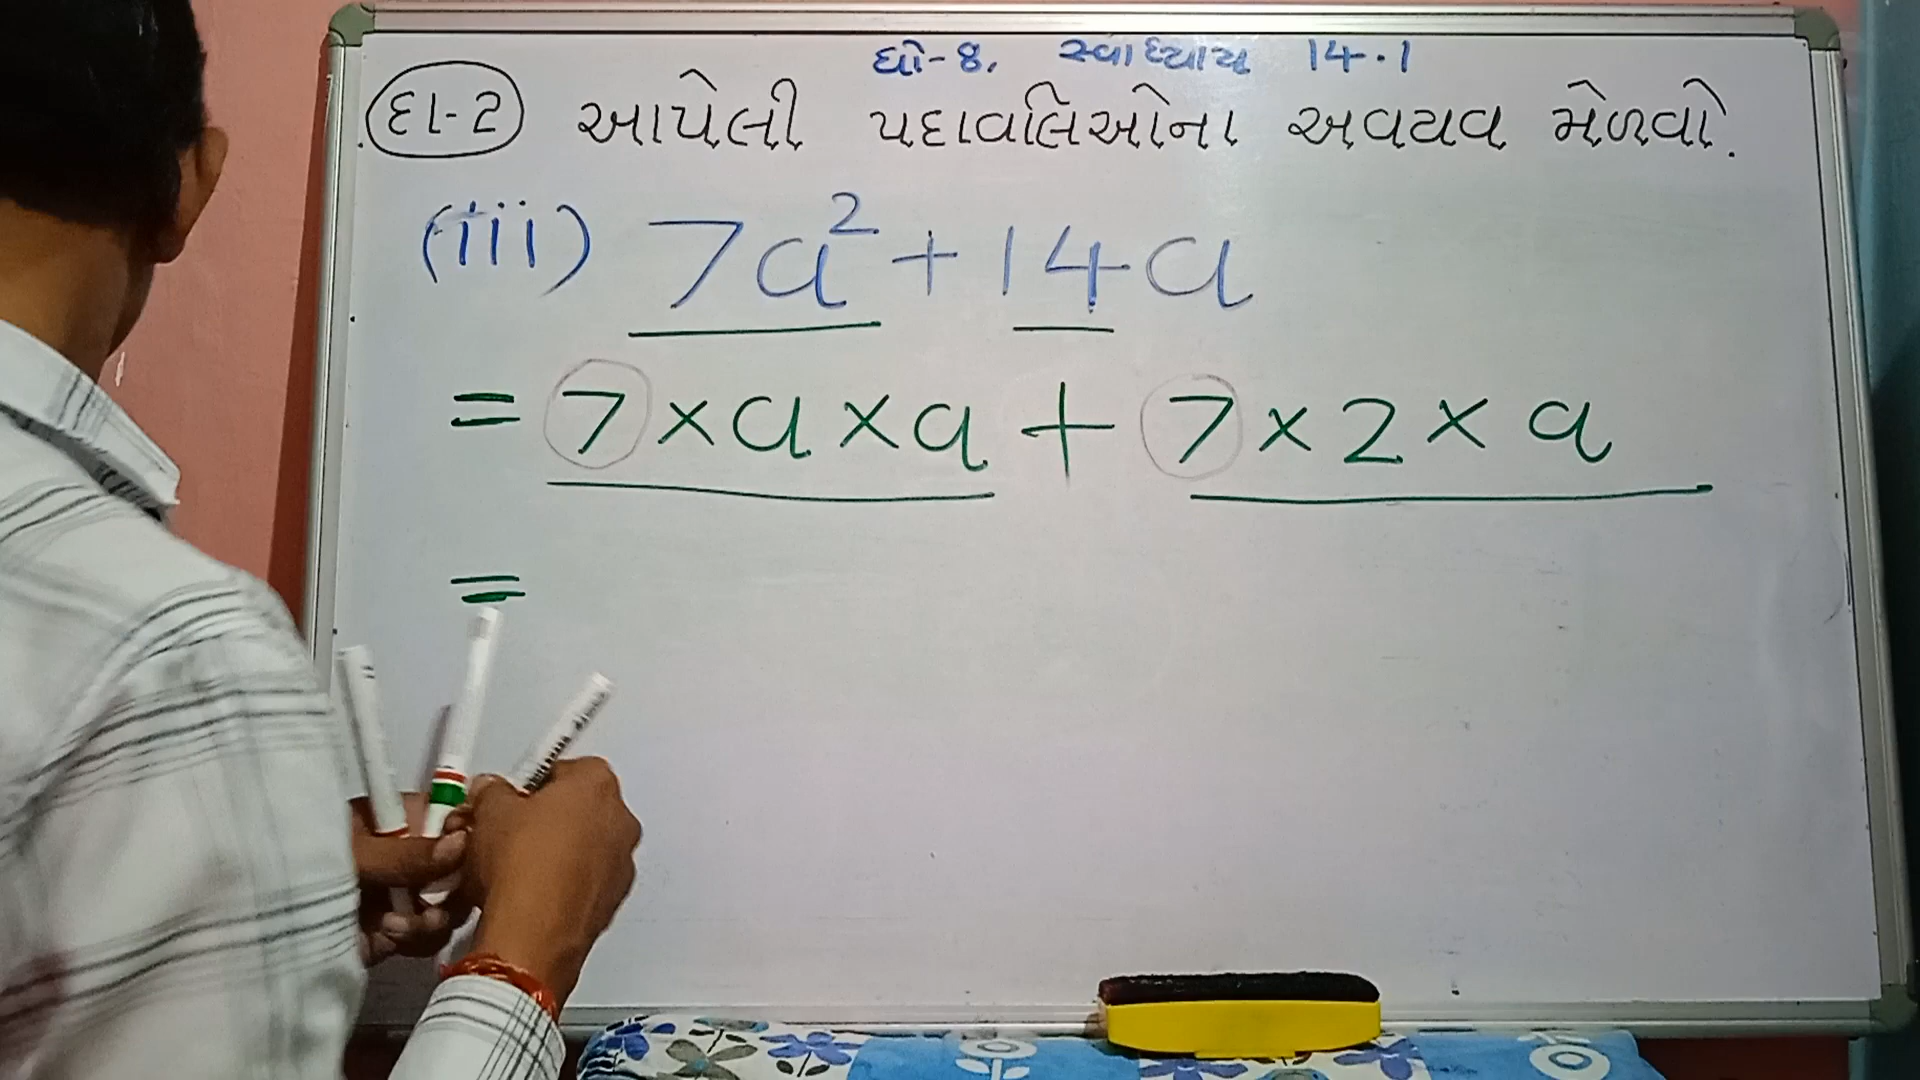 ધો-8. સ્વાધ્યાય 14.1
દા-2 આપેલી પદાવલિઓના અવયવ મેળવો.
(iii) 7a² + 14a
= 7 × a × a + 7 × 2 × a
=